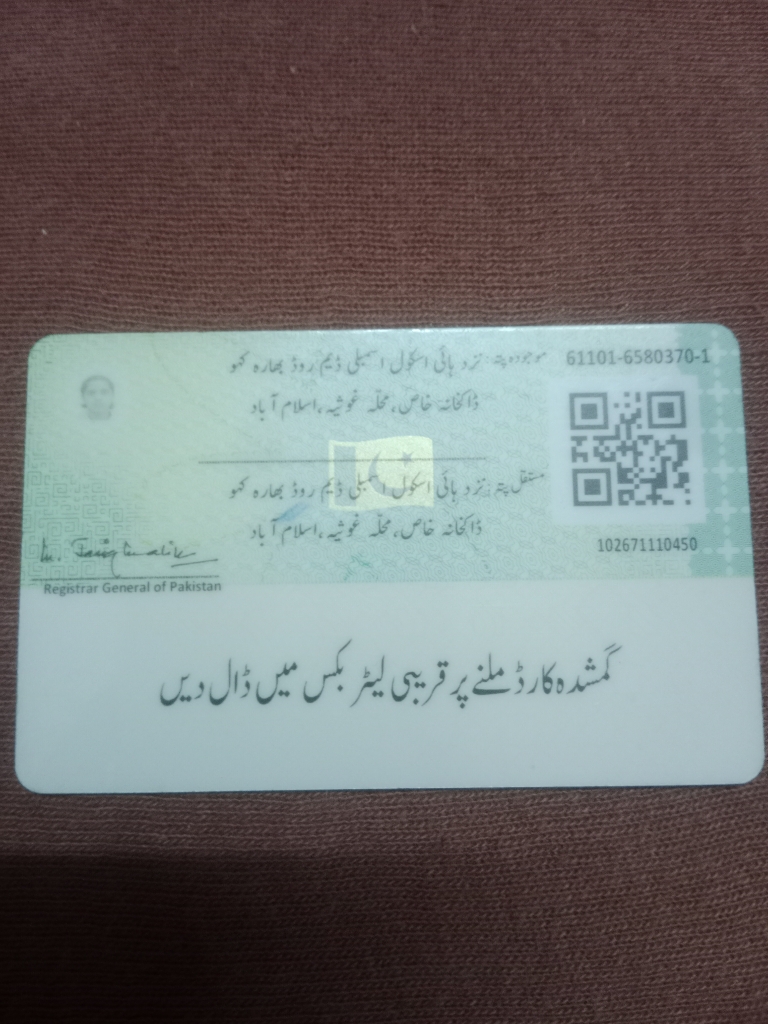 61101-6580370-1
موجودہ پتہ: نزد ہائی اسکول اسمبلی ڈیم روڈ بھارہ کہو
ڈاکخانہ خاص، محلہ غوثیہ، اسلام آباد
مستقل پتہ: نزد ہائی اسکول اسمبلی ڈیم روڈ بھارہ کہو
ڈاکخانہ خاص، محلہ غوثیہ، اسلام آباد
102671110450
Registrar General of Pakistan
گمشدہ کارڈ ملنے پر قریبی لیٹر بکس میں ڈال دیں